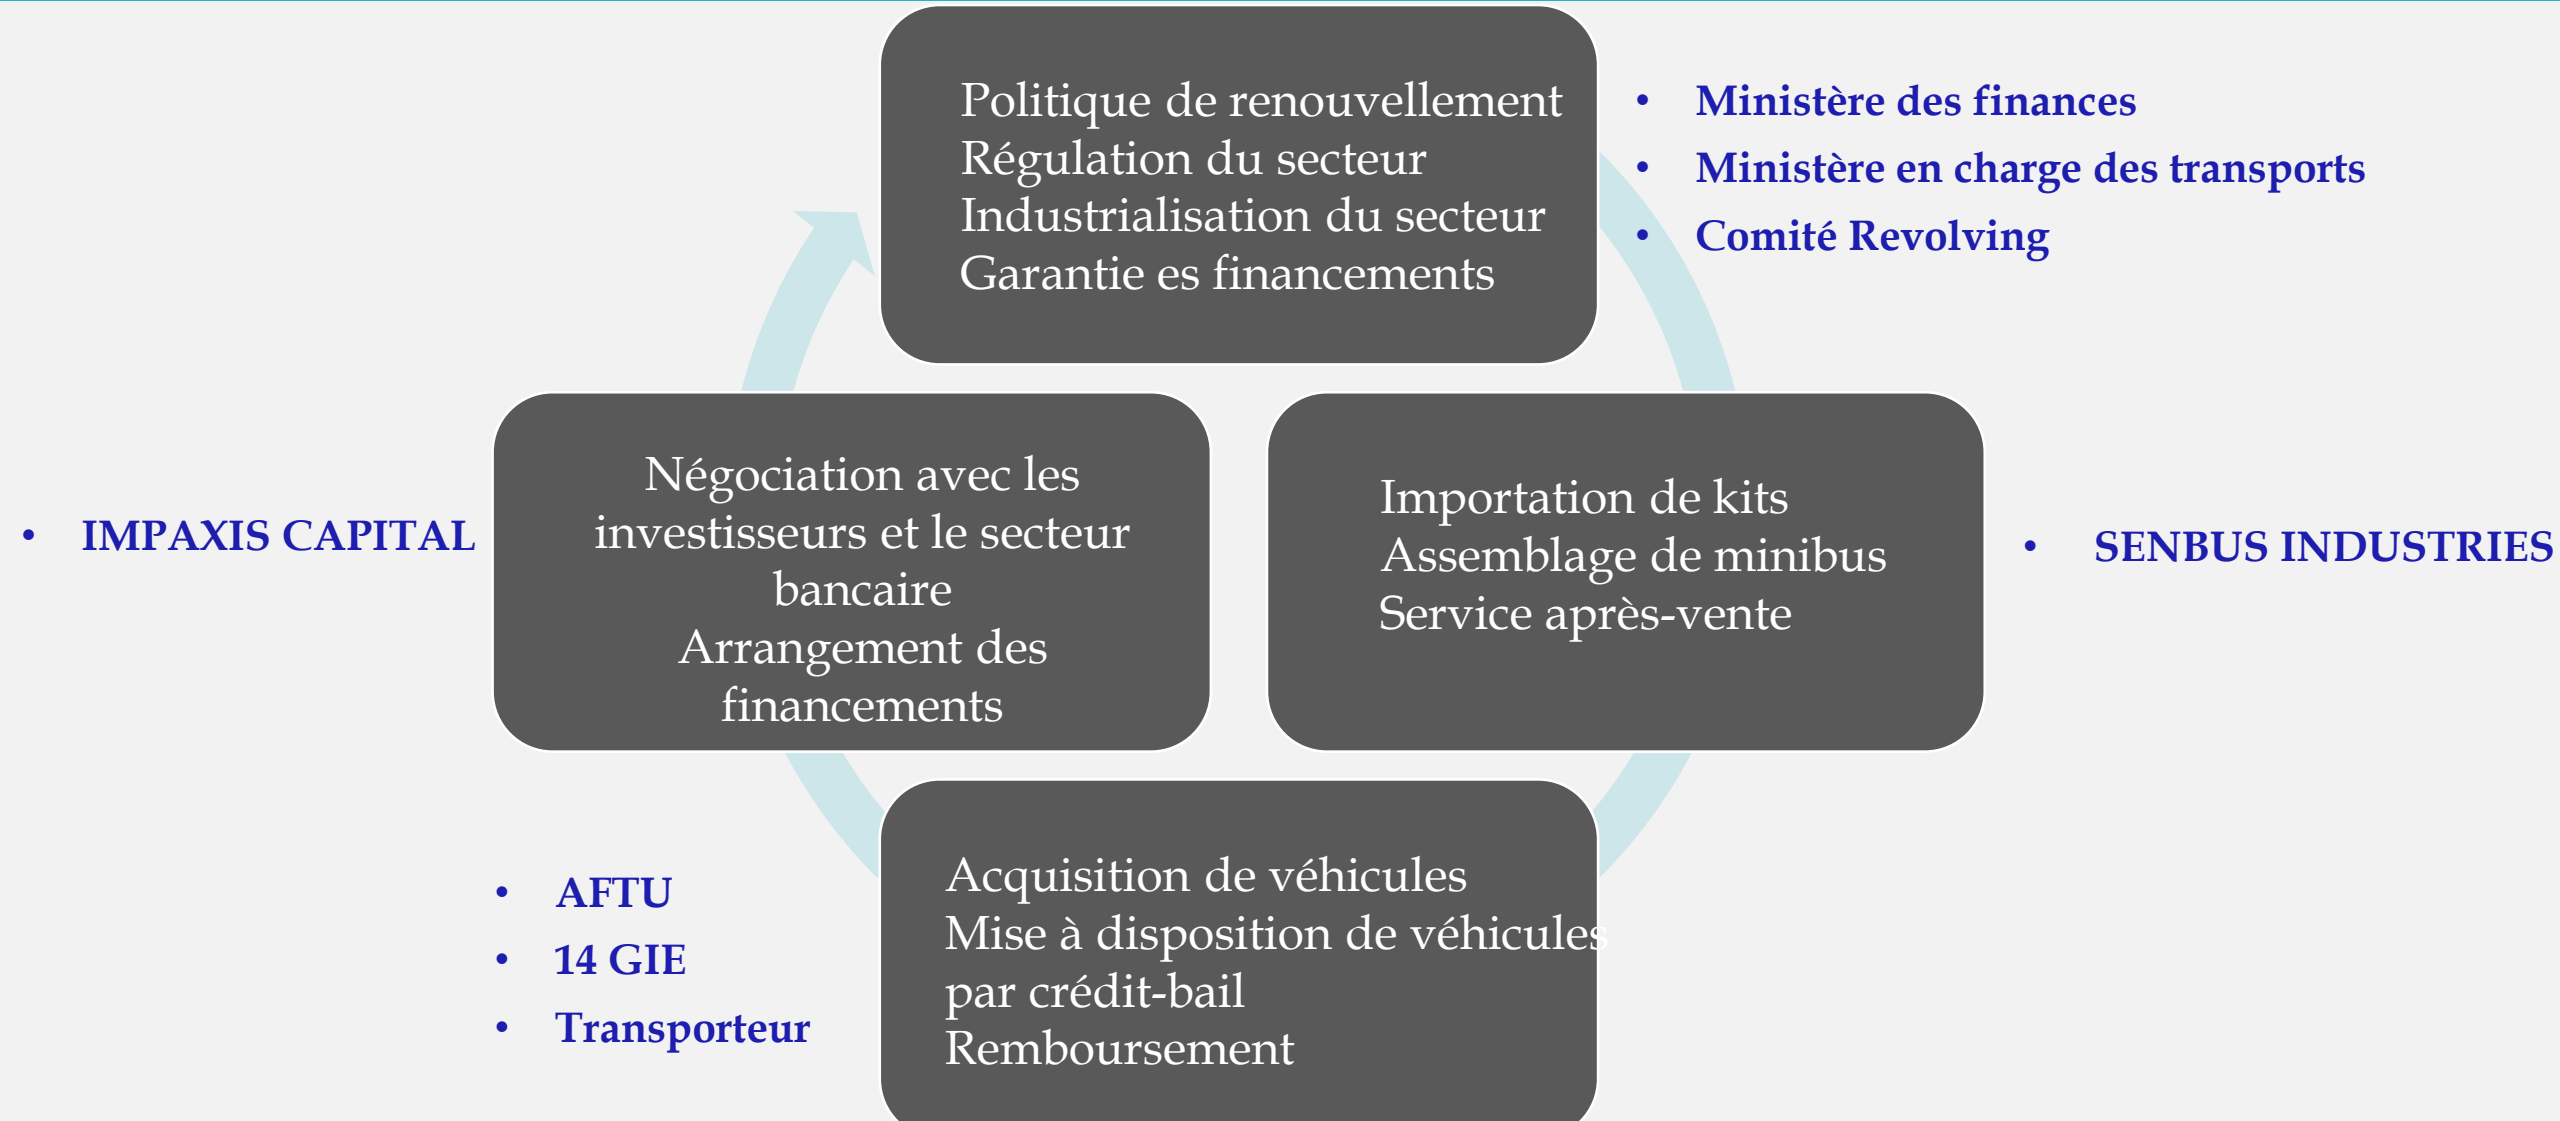 Politique de renouvellement
Régulation du secteur
Industrialisation du secteur
Garantie es financements
• Ministère des finances
• Ministère en charge des transports
• Comité Revolving
• IMPAXIS CAPITAL
Négociation avec les
investisseurs et le secteur
bancaire
Arrangement des
financements
Importation de kits
Assemblage de minibus
Service après-vente
• SENBUS INDUSTRIES
• AFTU
• 14 GIE
• Transporteur
Acquisition de véhicules
Mise à disposition de véhicules
par crédit-bail
Remboursement